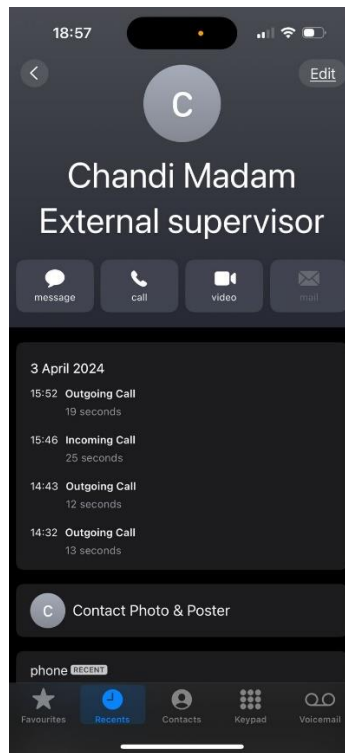 18:57
Edit
C
Chandi Madam
External supervisor
message call video mail
3 April 2024
15:52 Outgoing Call
19 seconds
15:46 Incoming Call
25 seconds
14:43 Outgoing Call
12 seconds
14:32 Outgoing Call
13 seconds
C Contact Photo & Poster
phone RECENT
Favourites Recents Contacts Keypad Voicemail